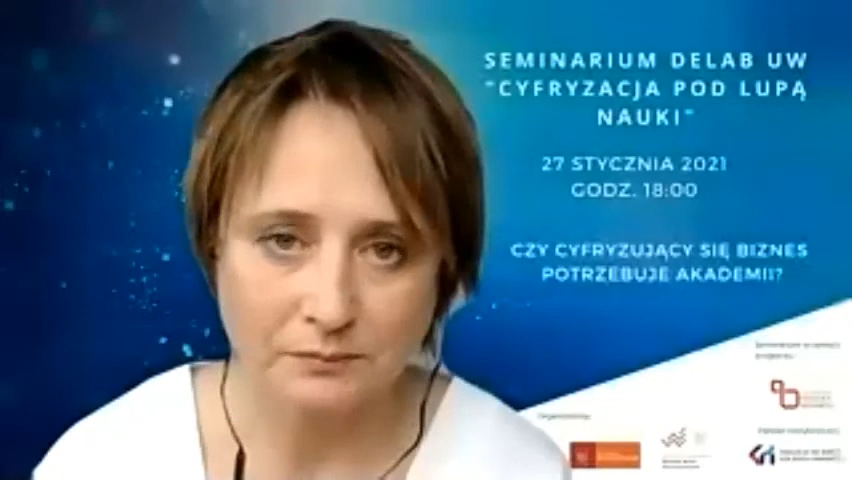 SEMINARIUM DELAB UW
"CYFRYZACJA POD LUPĄ
NAUKI"
27 STYCZNIA 2021
GODZ. 18:00
CZY CYFRYZUJĄCY SIĘ BIZNES
POTRZEBUJE AKADEMII?